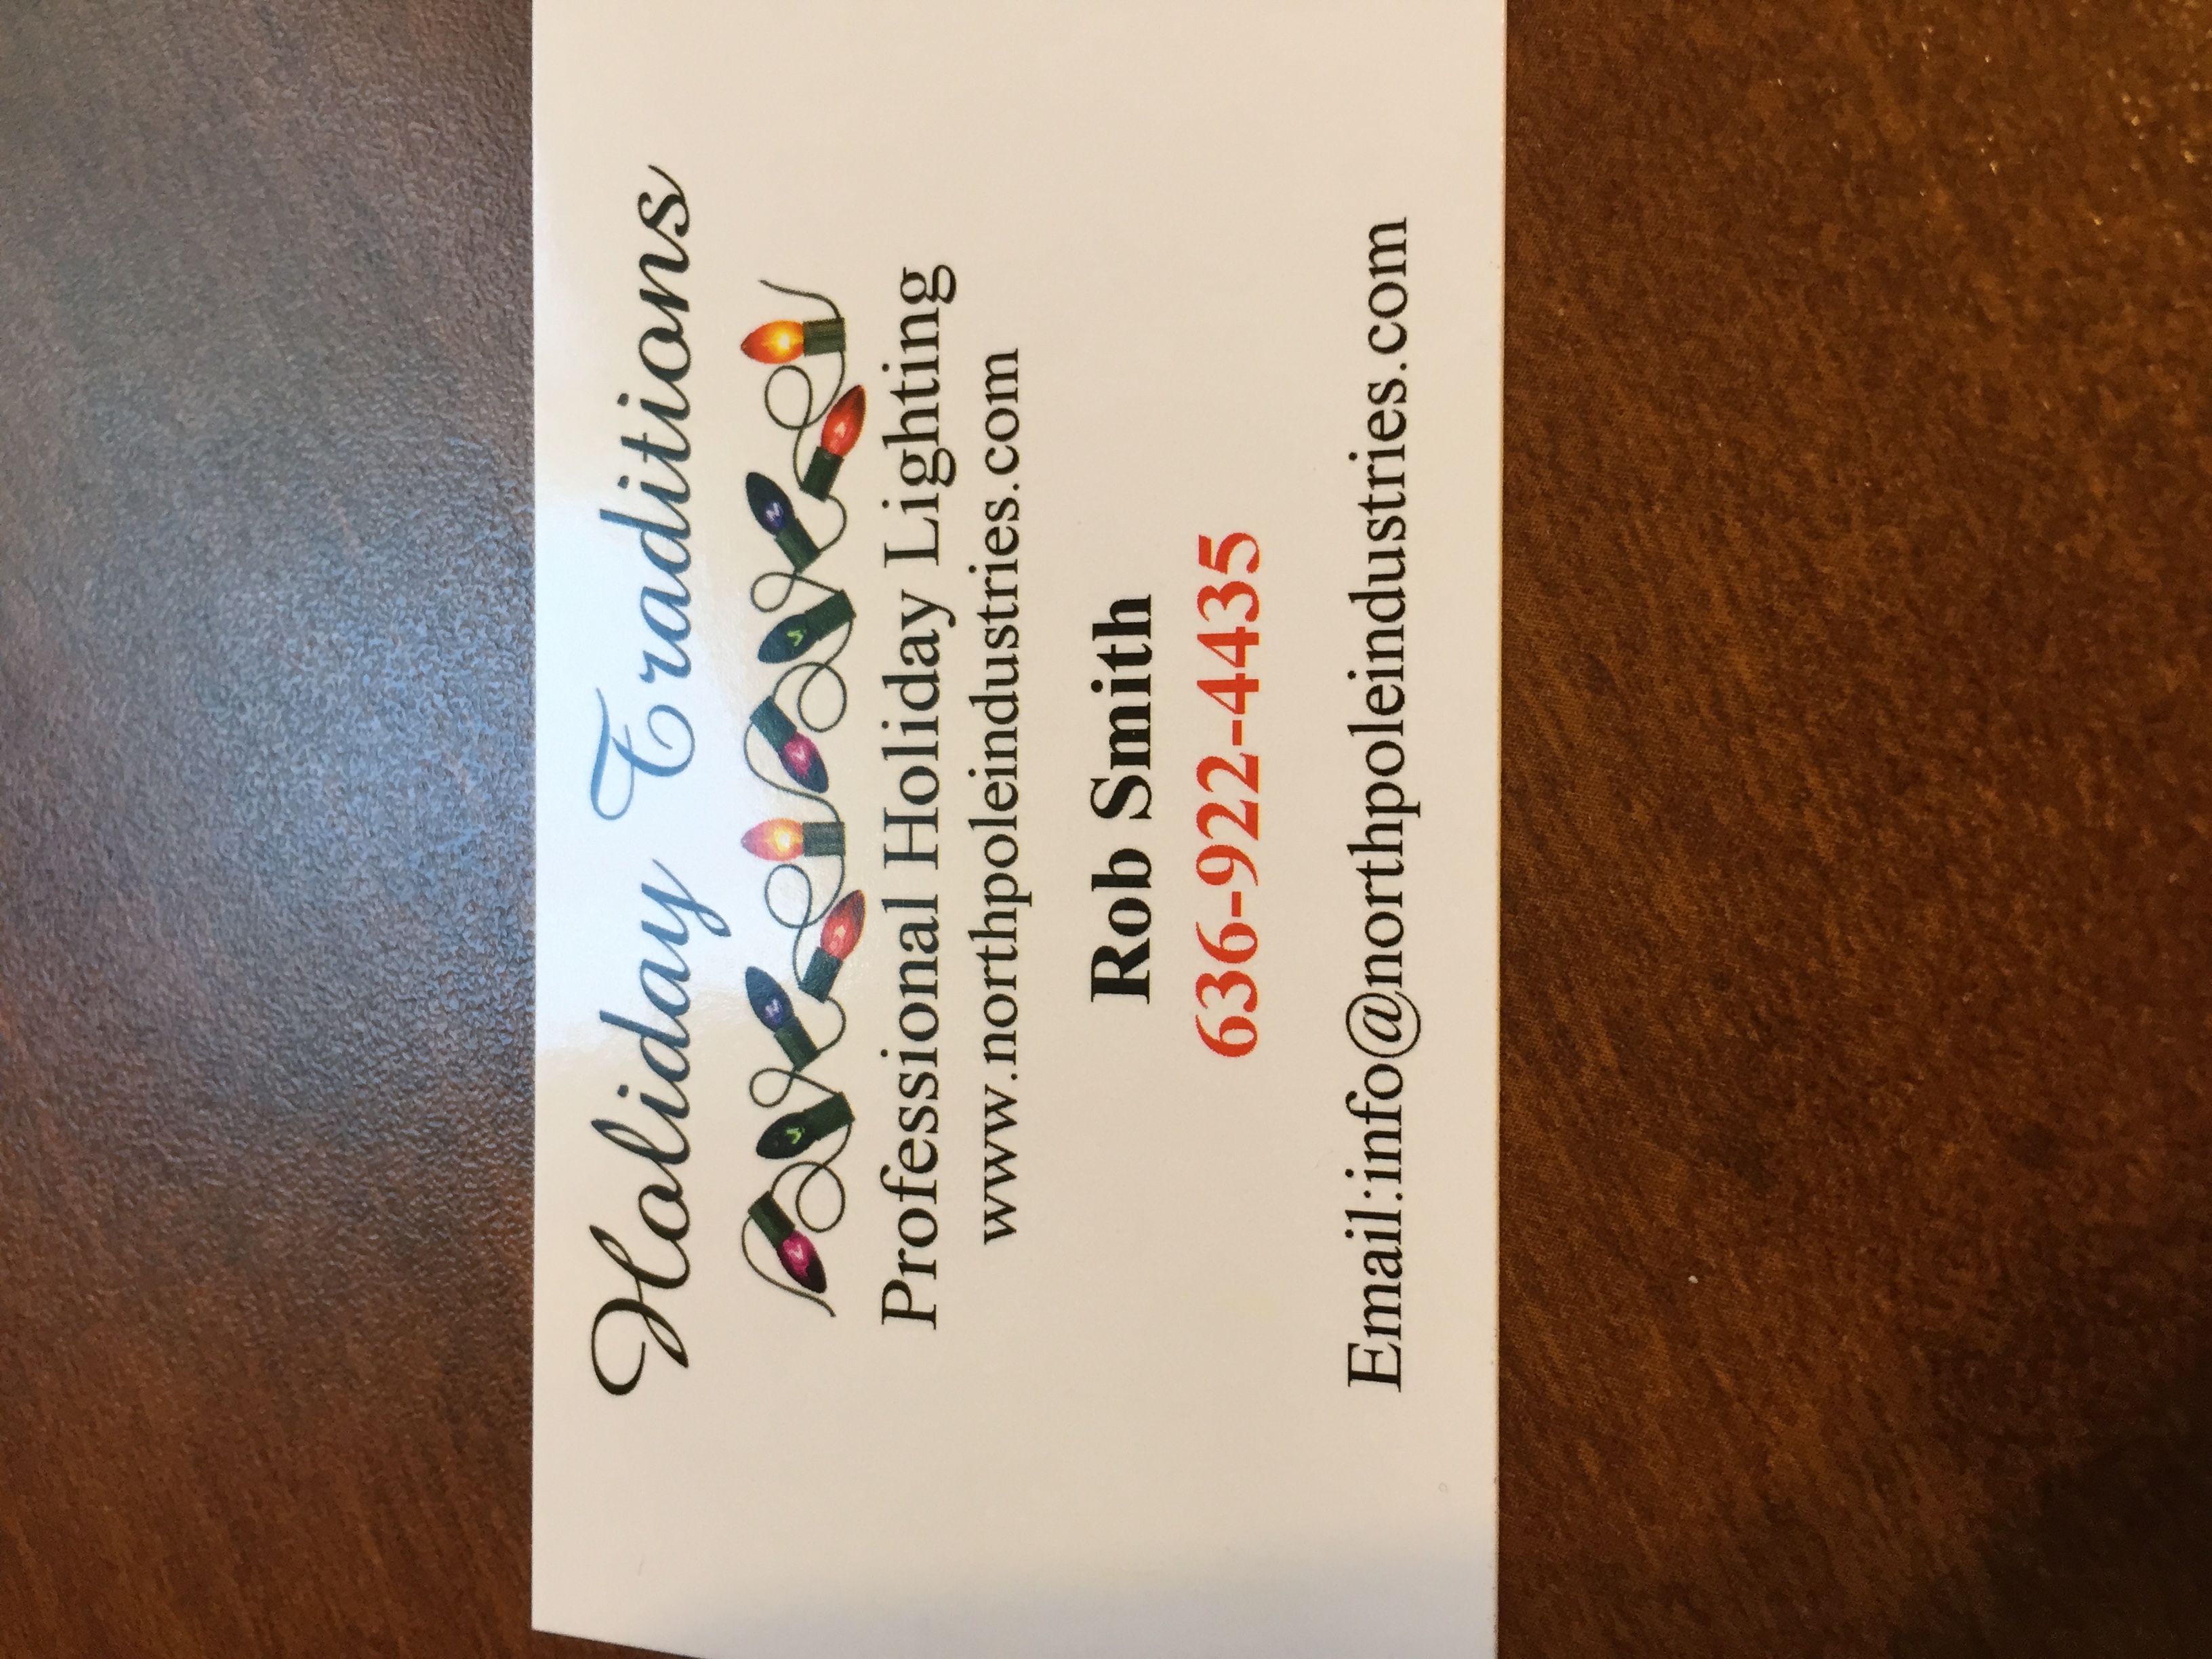 Holiday Traditions
Professional Holiday Lighting
www.northpoleindustries.com
Rob Smith
636-922-4435
Email:info@northpoleindustries.com